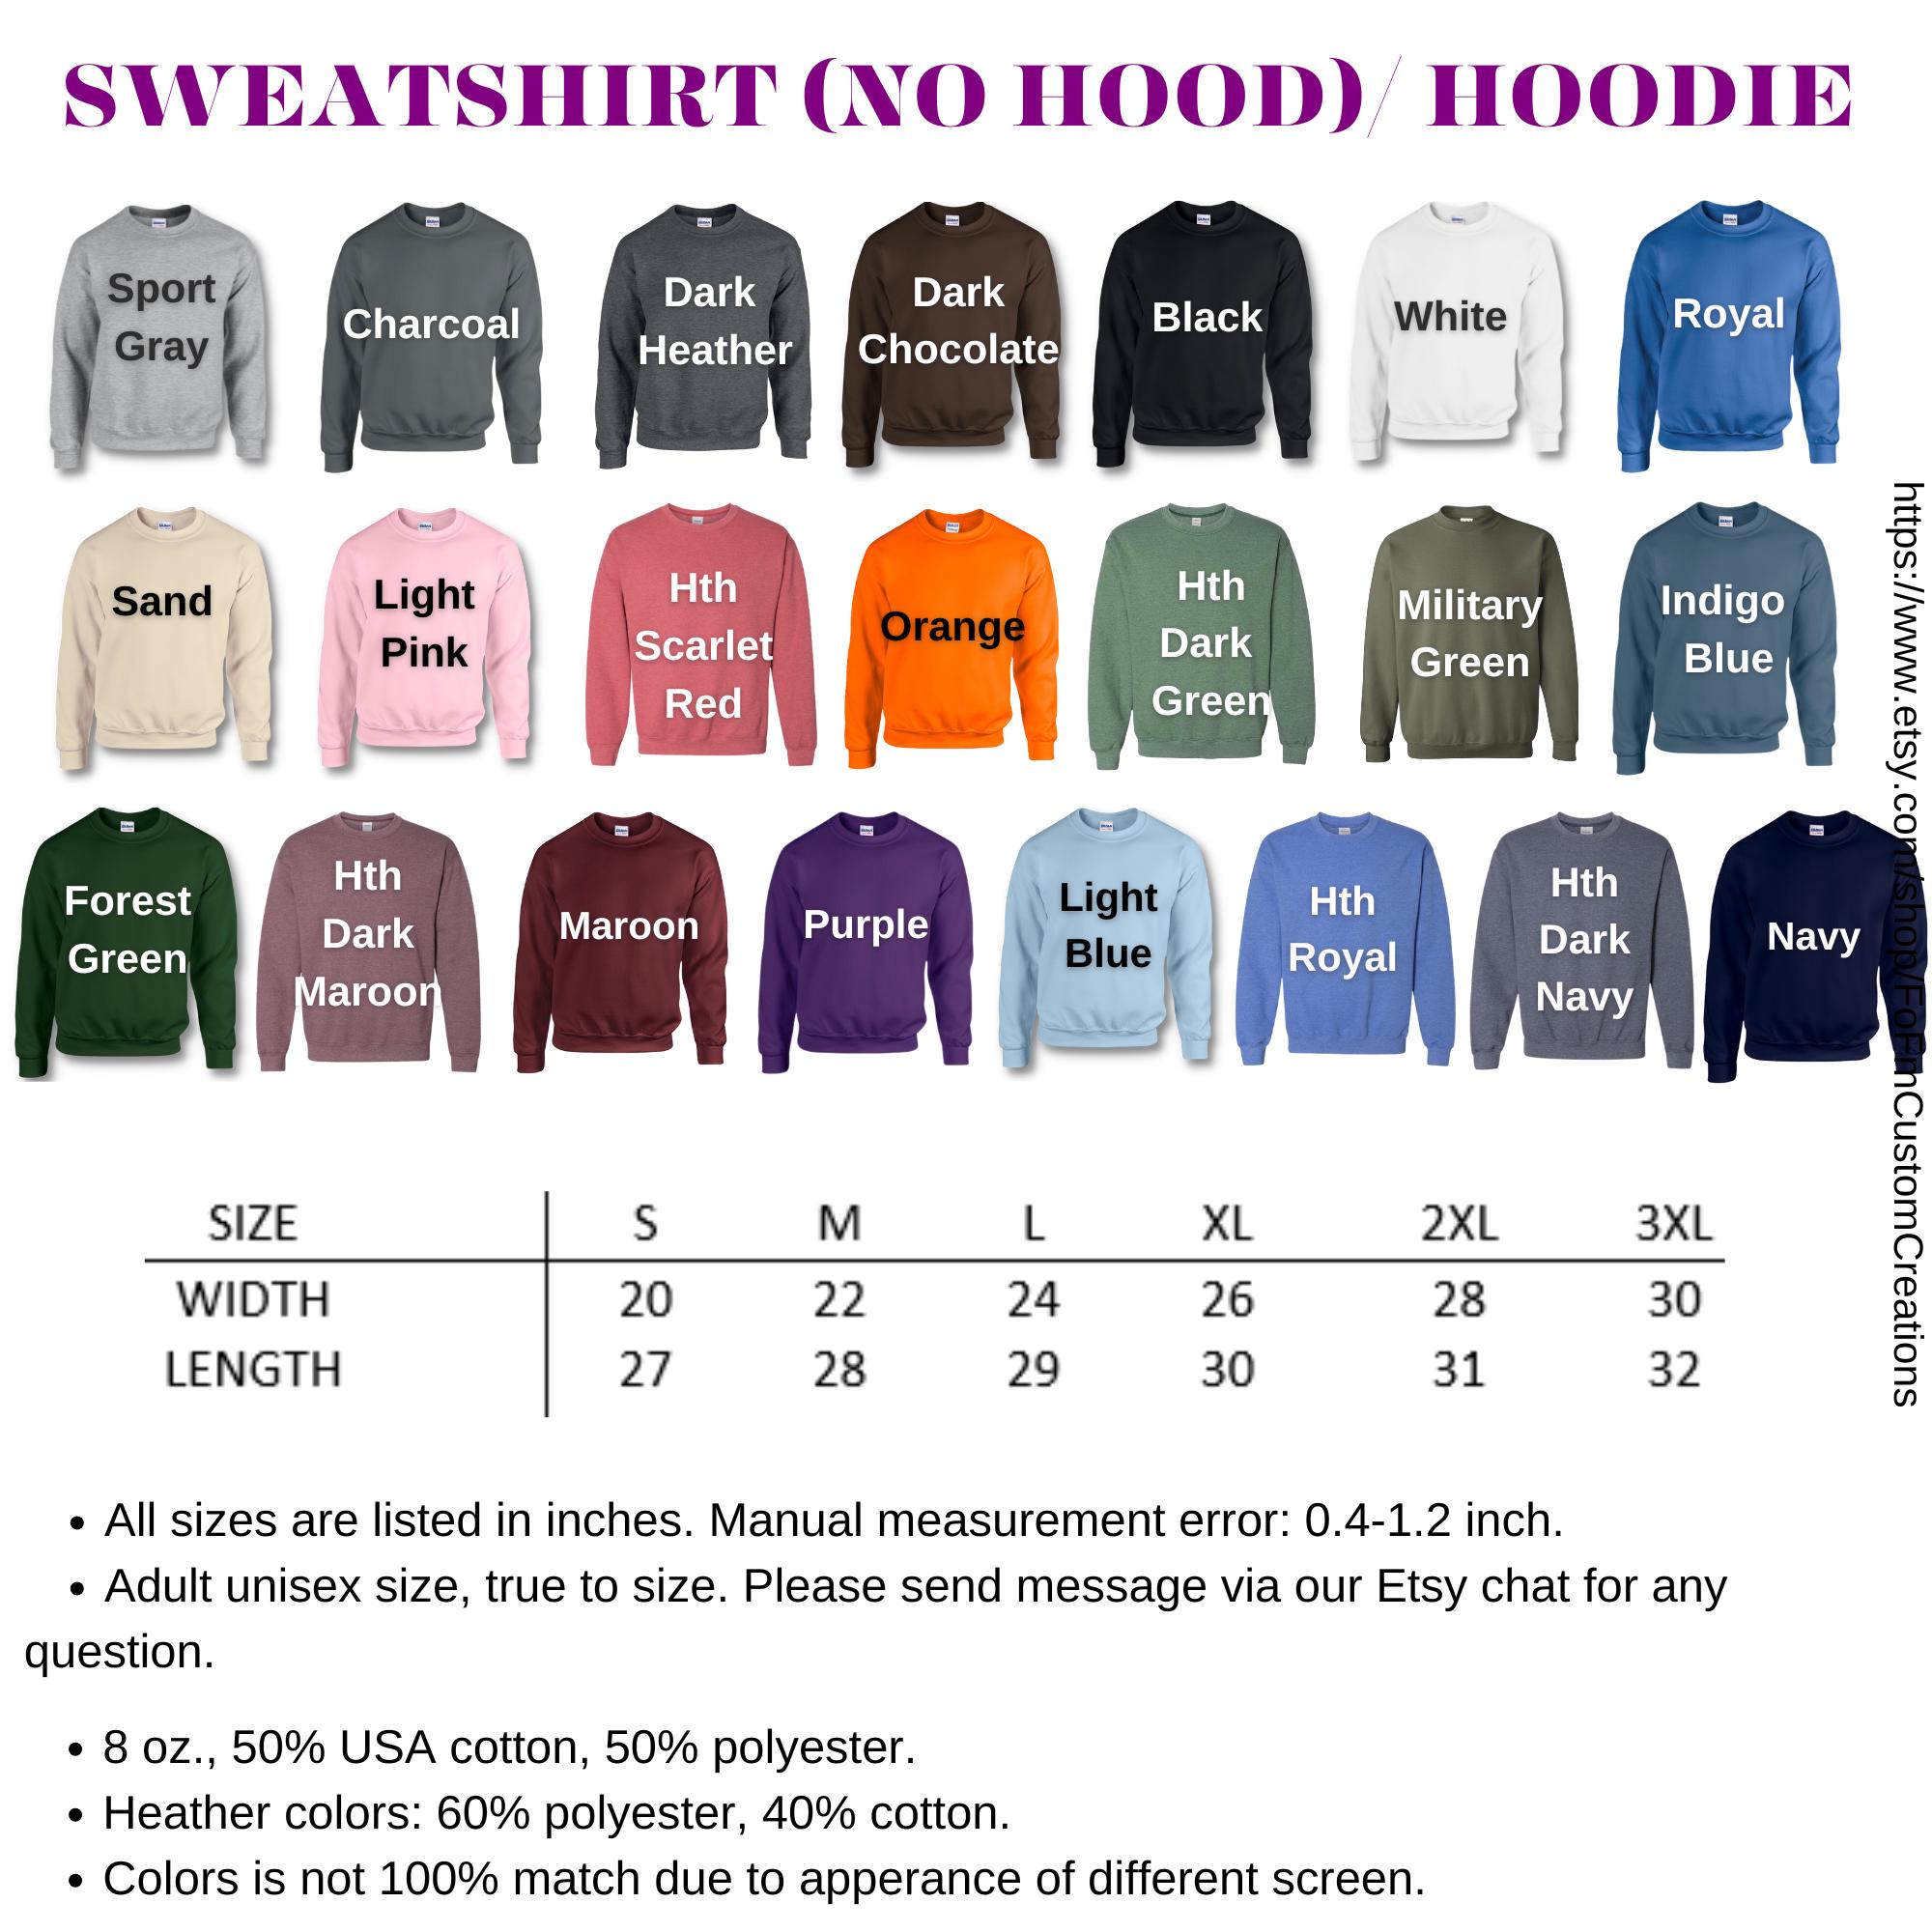 SWEATSHIRT (NO HOOD)/ HOODIE
Sport
Gray
Charcoal
Dark
Heather
Dark
Chocolate
Black
White
Royal
Sand
Light
Pink
Hth
Scarlet
Red
Orange
Hth
Dark
Green
Military
Green
Indigo
Blue
Forest
Green
Hth
Dark
Maroon
Maroon
Purple
Light
Blue
Hth
Royal
Hth
Dark
Navy
Navy
SIZE S M L XL 2XL 3XL
WIDTH 20 22 24 26 28 30
LENGTH 27 28 29 30 31 32
• All sizes are listed in inches. Manual measurement error: 0.4-1.2 inch.
• Adult unisex size, true to size. Please send message via our Etsy chat for any
question.
• 8 oz., 50% USA cotton, 50% polyester.
• Heather colors: 60% polyester, 40% cotton.
• Colors is not 100% match due to apperance of different screen.